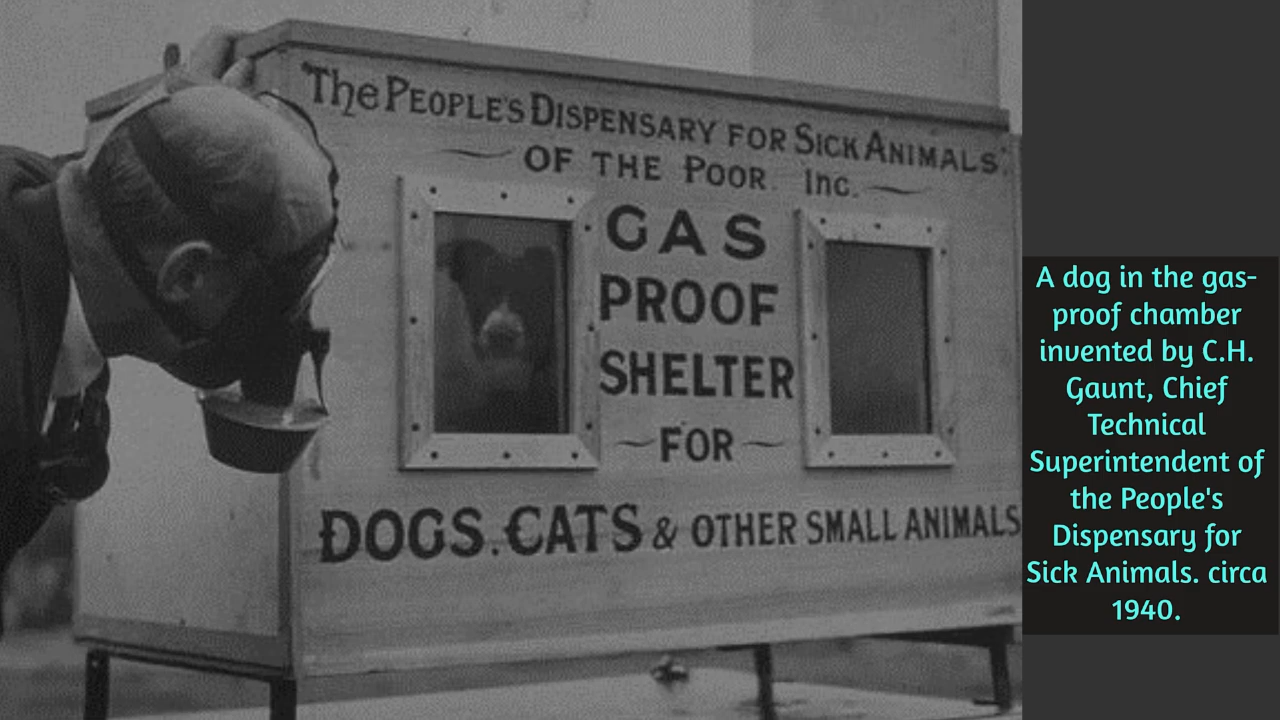 'The People's Dispensary for Sick Animals'
OF THE POOR. Inc.
GAS
PROOF
SHELTER
FOR
DOGS. CATS & OTHER SMALL ANIMALS
A dog in the gas-
proof chamber
invented by C.H.
Gaunt, Chief
Technical
Superintendent of
the People's
Dispensary for
Sick Animals. circa
1940.